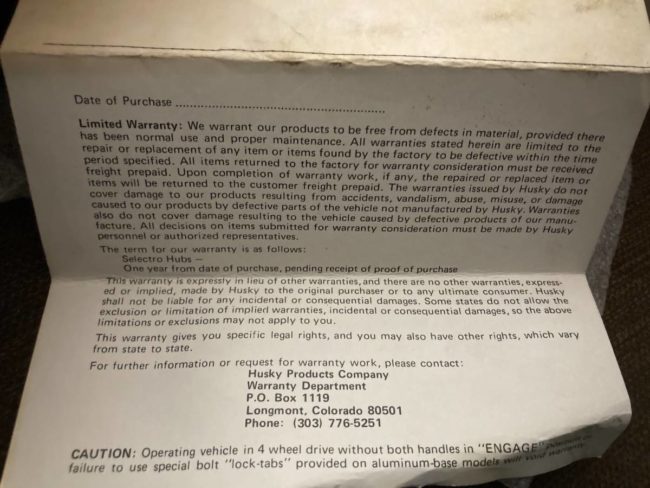 Date of Purchase ......................................................
Limited Warranty: We warrant our products to be free from defects in material, provided there
has been normal use and proper maintenance. All warranties stated herein are limited to the
repair or replacement of any item or items found by the factory to be defective within the time
period specified. All items returned to the factory for warranty consideration must be received
freight prepaid. Upon completion of warranty work, if any, the repaired or replaced item or
items will be returned to the customer freight prepaid. The warranties issued by Husky do not
cover damage to our products resulting from accidents, vandalism, abuse, misuse, or damage
caused to our products by defective parts of the vehicle not manufactured by Husky. Warranties
also do not cover damage resulting to the vehicle caused by defective products of our manu-
facture. All decisions on items submitted for warranty consideration must be made by Husky
personnel or authorized representatives.
The term for our warranty is as follows:
Selectro Hubs —
One year from date of purchase, pending receipt of proof of purchase
This warranty is expressly in lieu of other warranties, and there are no other warranties, express-
ed or implied, made by Husky to the original purchaser or to any ultimate consumer. Husky
shall not be liable for any incidental or consequential damages. Some states do not allow the
exclusion or limitation of implied warranties, incidental or consequential damages, so the above
limitations or exclusions may not apply to you.
This warranty gives you specific legal rights, and you may also have other rights, which vary
from state to state.
For further information or request for warranty work, please contact:
Husky Products Company
Warranty Department
P.O. Box 1119
Longmont, Colorado 80501
Phone: (303) 776-5251
CAUTION: Operating vehicle in 4 wheel drive without both handles in "ENGAGE" position or
failure to use special bolt "lock-tabs" provided on aluminum-base models will void warranty.